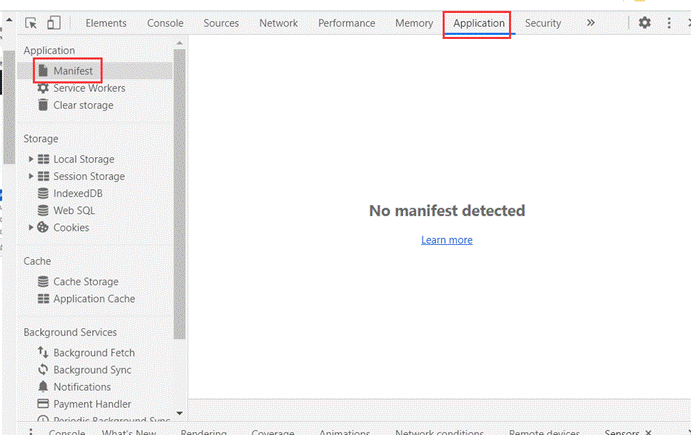 Elements Console Sources Network Performance Memory Application Security
Application
Manifest
Service Workers
Clear storage
Storage
Local Storage
Session Storage
IndexedDB
Web SQL
Cookies
Cache
Cache Storage
Application Cache
Background Services
Background Fetch
Background Sync
Notifications
Payment Handler
Periodic Background Sync
No manifest detected
Learn more
Console What's New Rendering Coverage Animations Network conditions Remote devices Sensors